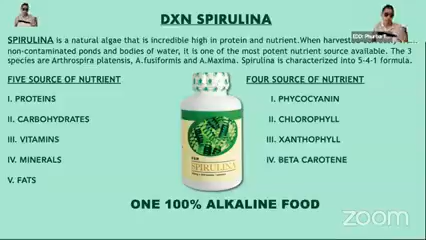 DXN SPIRULINA
SPIRULINA is a natural algae that is incredible high in protein and nutrient.When harvested
non-contaminated ponds and bodies of water, it is one of the most potent nutrient source available. The 3
species are Arthrospira platensis, A.fusiformis and A.Maxima. Spirulina is characterized into 5-4-1 formula.
FIVE SOURCE OF NUTRIENT
I. PROTEINS
II. CARBOHYDRATES
III. VITAMINS
IV. MINERALS
V. FATS
FOUR SOURCE OF NUTRIENT
I. PHYCOCYANIN
II. CHLOROPHYLL
III. XANTHOPHYLL
IV. BETA CAROTENE
DXN
SPIRULINA
ONE 100% ALKALINE FOOD
zoom